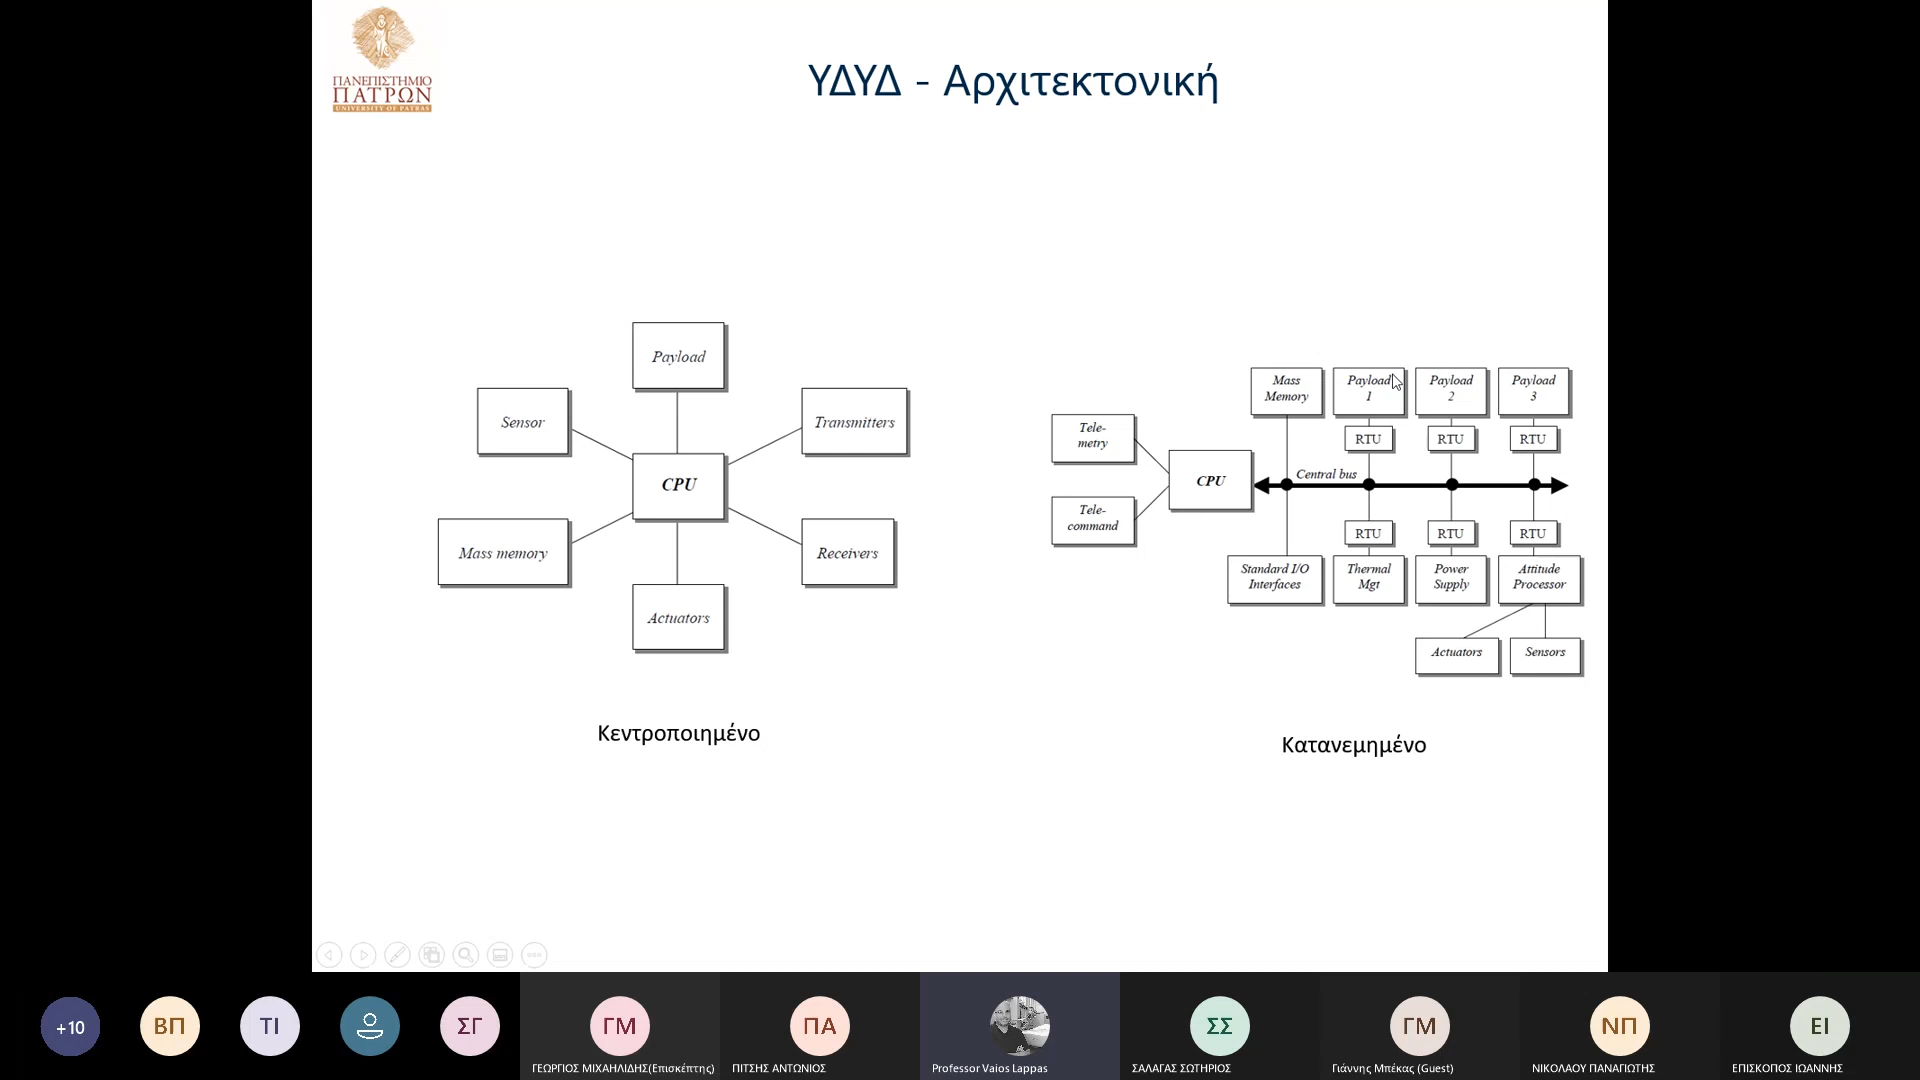 ΠΑΝΕΠΙΣΤΗΜΙΟ
ΠΑΤΡΩΝ
UNIVERSITY OF PATRAS
ΥΔΥΔ - Αρχιτεκτονική
Payload
Sensor
Transmitters
CPU
Mass memory
Receivers
Actuators
Κεντροποιημένο
Mass
Memory
Payload
1
Payload
2
Payload
3
Tele-
metry
RTU
RTU
RTU
CPU
Central bus
Tele-
command
RTU
RTU
RTU
Standard I/O
Interfaces
Thermal
Mgt
Power
Supply
Attitude
Processor
Actuators
Sensors
Κατανεμημένο
+10
ΒΠ
ΤΙ
ΣΓ
ΓΜ
ΠΑ
ΣΣ
ΓΜ
ΝΠ
ΕΙ
ΓΕΩΡΓΙΟΣ ΜΙΧΑΗΛΙΔΗΣ(Επισκέπτης)
ΠΙΤΣΗΣ ΑΝΤΩΝΙΟΣ
Professor Vaios Lappas
ΣΑΛΑΓΑΣ ΣΩΤΗΡΙΟΣ
Γιάννης Μπέκας (Guest)
ΝΙΚΟΛΑΟΥ ΠΑΝΑΓΙΩΤΗΣ
ΕΠΙΣΚΟΠΟΣ ΙΩΑΝΝΗΣ